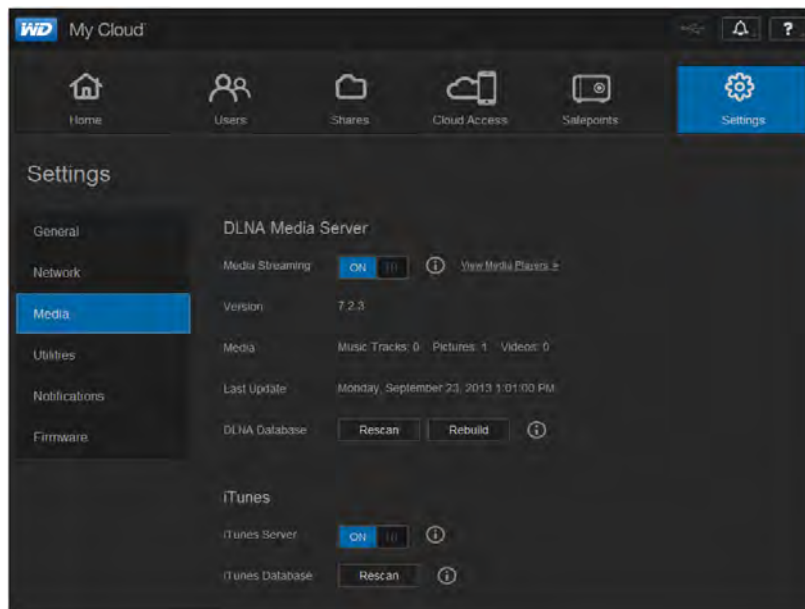 WD My Cloud ?
Home Users Shares Cloud Access Safepoints Settings
Settings
General
Network
Media
Utilities
Notifications
Firmware
DLNA Media Server
Media Streaming ON View Media Players »
Version 7.2.3
Media Music Tracks: 0 Pictures: 1 Videos: 0
Last Update Monday, September 23, 2013 1:01:00 PM
DLNA Database Rescan Rebuild i
iTunes
iTunes Server ON i
iTunes Database Rescan i